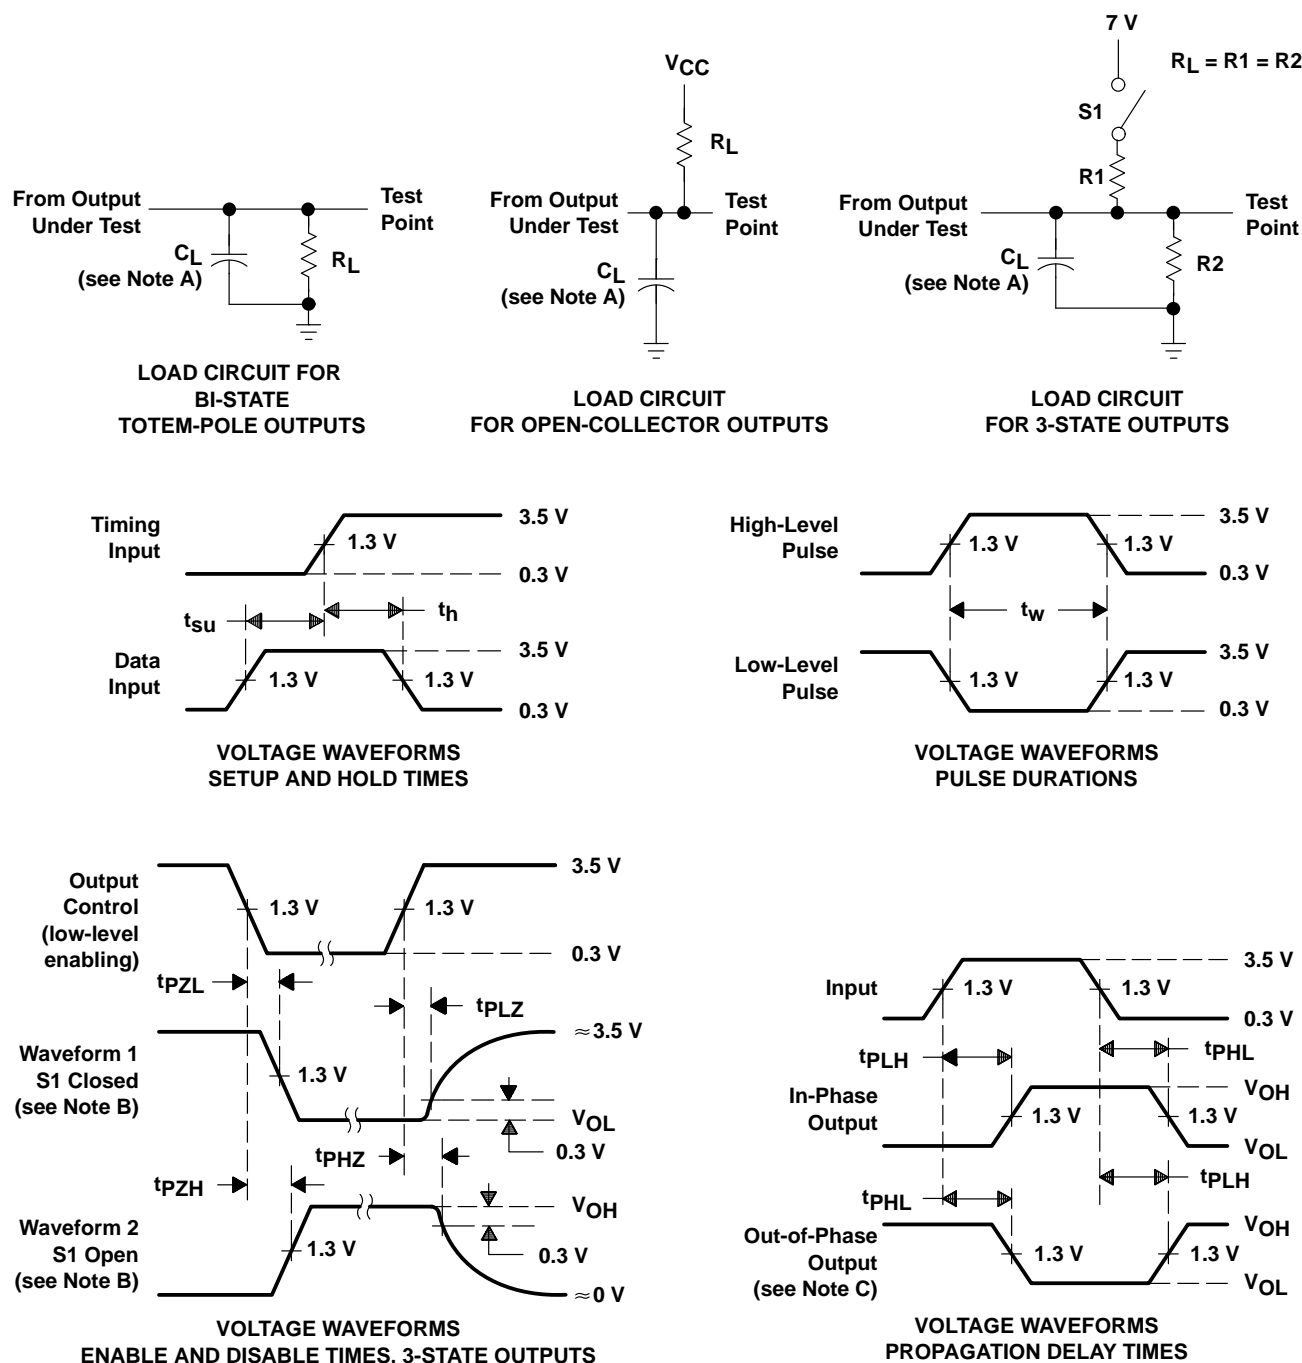 7 V
RL = R1 = R2
S1
R1
From Output
Under Test
Test
Point
CL
(see Note A)
R2
LOAD CIRCUIT
FOR 3-STATE OUTPUTS
VCC
RL
From Output
Under Test
Test
Point
CL
(see Note A)
LOAD CIRCUIT
FOR OPEN-COLLECTOR OUTPUTS
From Output
Under Test
Test
Point
CL
(see Note A)
RL
LOAD CIRCUIT FOR
BI-STATE
TOTEM-POLE OUTPUTS
Timing
Input
1.3 V
3.5 V
0.3 V
tsu
th
Data
Input
1.3 V
1.3 V
3.5 V
0.3 V
VOLTAGE WAVEFORMS
SETUP AND HOLD TIMES
High-Level
Pulse
1.3 V
1.3 V
3.5 V
0.3 V
tw
Low-Level
Pulse
1.3 V
1.3 V
3.5 V
0.3 V
VOLTAGE WAVEFORMS
PULSE DURATIONS
Output
Control
(low-level
enabling)
1.3 V
1.3 V
3.5 V
0.3 V
tPZL
tPLZ
Waveform 1
S1 Closed
(see Note B)
1.3 V
≈3.5 V
VOL
0.3 V
tPHZ
tPZH
Waveform 2
S1 Open
(see Note B)
1.3 V
VOH
0.3 V
≈0 V
VOLTAGE WAVEFORMS
ENABLE AND DISABLE TIMES, 3-STATE OUTPUTS
Input
1.3 V
1.3 V
3.5 V
0.3 V
tPLH
tPHL
In-Phase
Output
1.3 V
1.3 V
VOH
VOL
tPHL
tPLH
Out-of-Phase
Output
(see Note C)
1.3 V
1.3 V
VOH
VOL
VOLTAGE WAVEFORMS
PROPAGATION DELAY TIMES